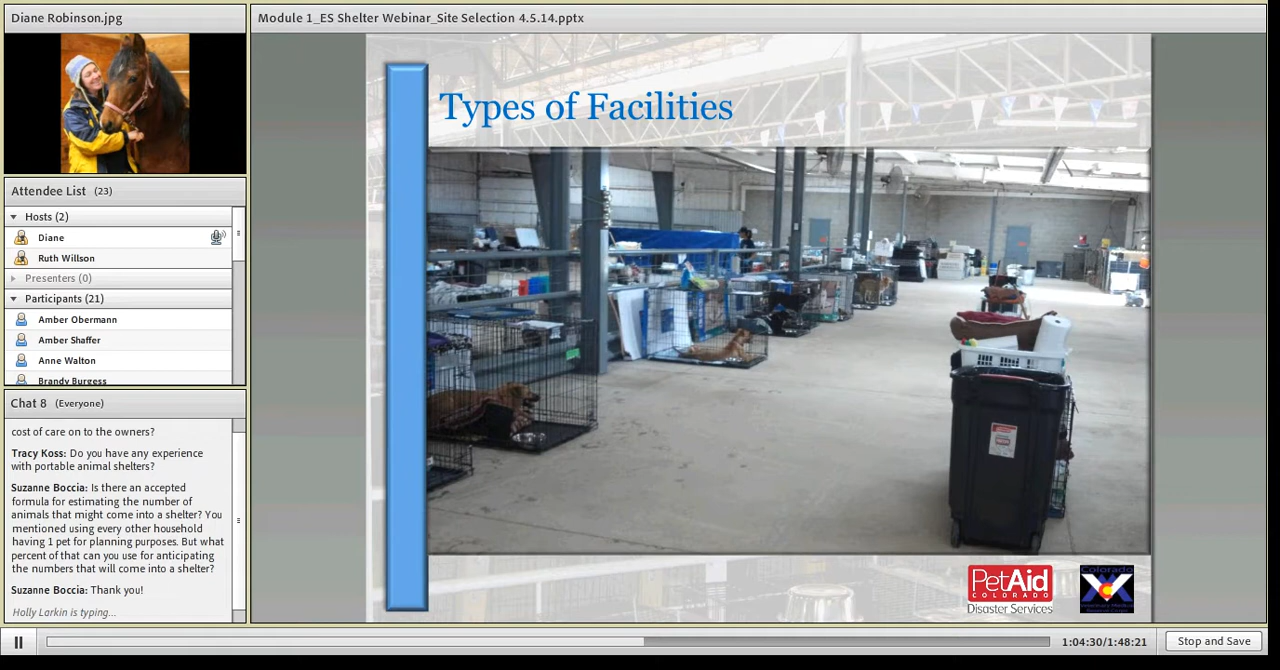 Diane Robinson.jpg
Module 1_ES Shelter Webinar_Site Selection 4.5.14.pptx
Attendee List (23)
Hosts (2)
Diane
Ruth Willson
Presenters (0)
Participants (21)
Amber Obermann
Amber Shaffer
Anne Walton
Brandy Burgess
Chat 8 (Everyone)
cost of care on to the owners?
Tracy Koss: Do you have any experience
with portable animal shelters?
Suzanne Boccia: Is there an accepted
formula for estimating the number of
animals that might come into a shelter? You
mentioned using every other household
having 1 pet for planning purposes. But what
percent of that can you use for anticipating
the numbers that will come into a shelter?
Suzanne Boccia: Thank you!
Holly Larkin is typing...
Types of Facilities
PetAid
COLORADO
Disaster Services
Colorado
1:04:30/1:48:21
Stop and Save